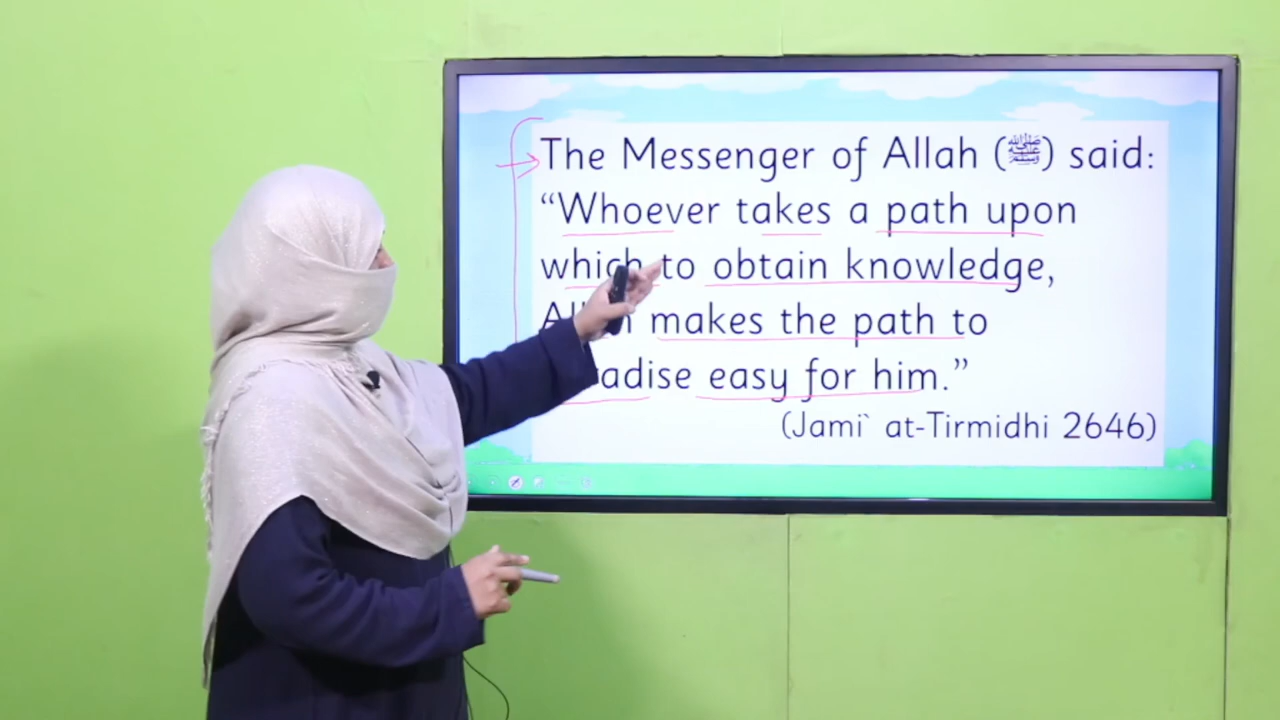 The Messenger of Allah (ﷺ) said:
“Whoever takes a path upon
which to obtain knowledge,
Allah makes the path to
easy for him.”
(Jami` at-Tirmidhi 2646)